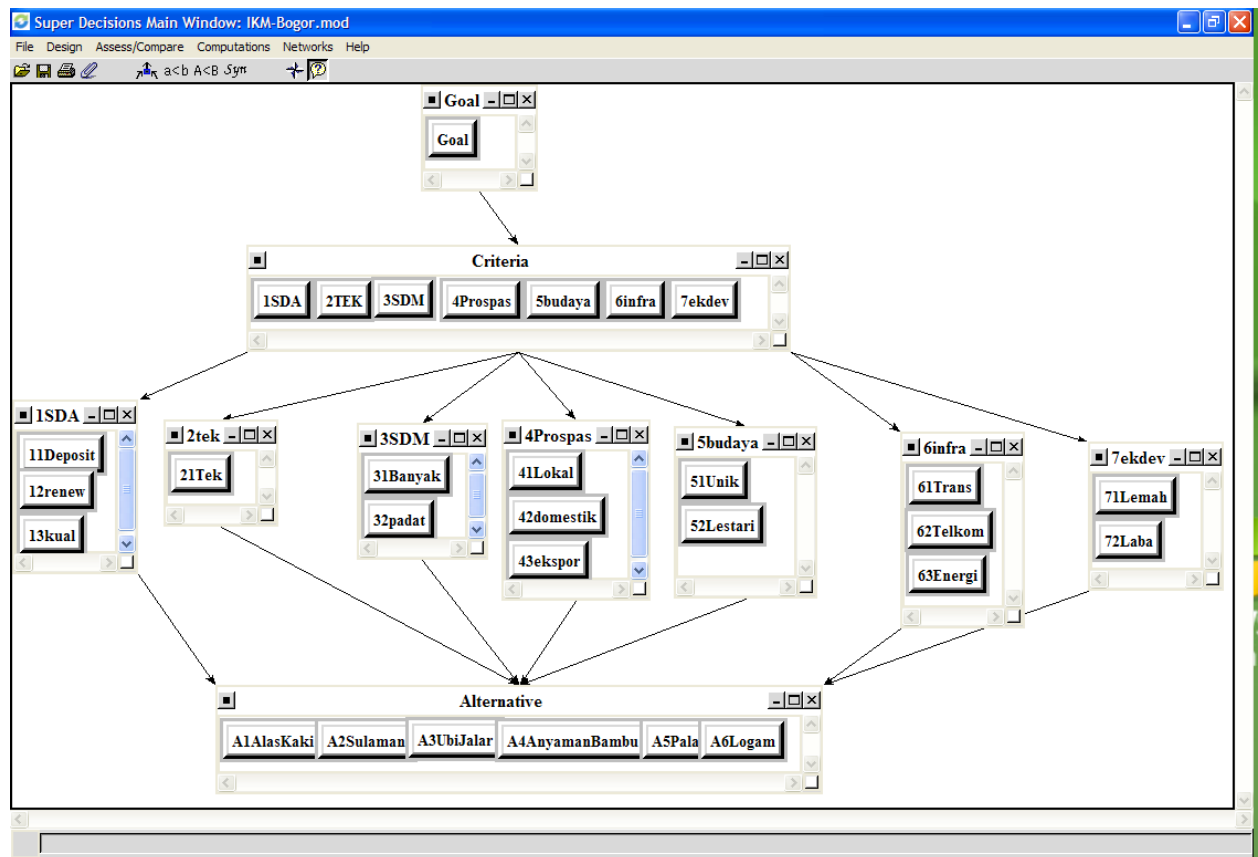 Super Decisions Main Window: IKM-Bogor.mod
File Design Assess/Compare Computations Networks Help
a<b A<B Syn
Goal
Goal
Criteria
1SDA 2TEK 3SDM 4Prospas 5budaya 6infra 7ekdev
1SDA
11Deposit
12renew
13kual
2tek
21Tek
3SDM
31Banyak
32padat
4Prospas
41Lokal
42domestik
43ekspor
5budaya
51Unik
52Lestari
6infra
61Trans
62Telkom
63Energi
7ekdev
71Lemah
72Laba
Alternative
A1AlasKaki A2Sulaman A3UbiJalar A4AnyamanBambu A5Pala A6Logam